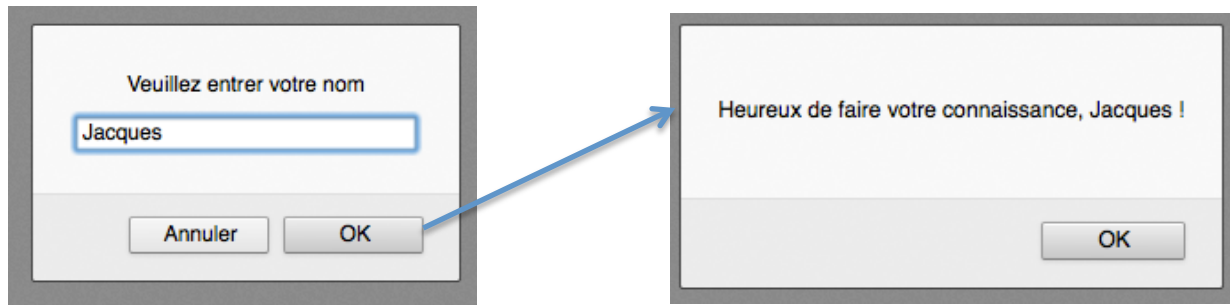 Veuillez entrer votre nom
Jacques
Annuler
OK
Heureux de faire votre connaissance, Jacques !
OK